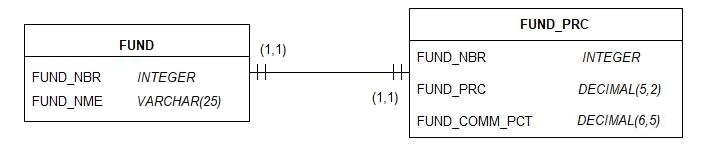 FUND
FUND_NBR INTEGER
FUND_NME VARCHAR(25)
(1,1)
(1,1)
FUND_PRC
FUND_NBR INTEGER
FUND_PRC DECIMAL(5,2)
FUND_COMM_PCT DECIMAL(6,5)